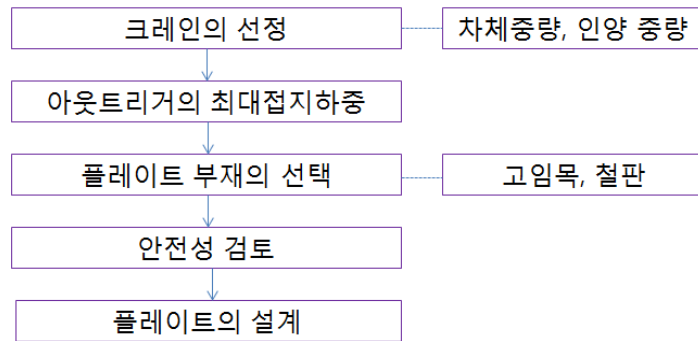 크레인의 선정
차체중량, 인양 중량
아웃트리거의 최대접지하중
플레이트 부재의 선택
고임목, 철판
안전성 검토
플레이트의 설계